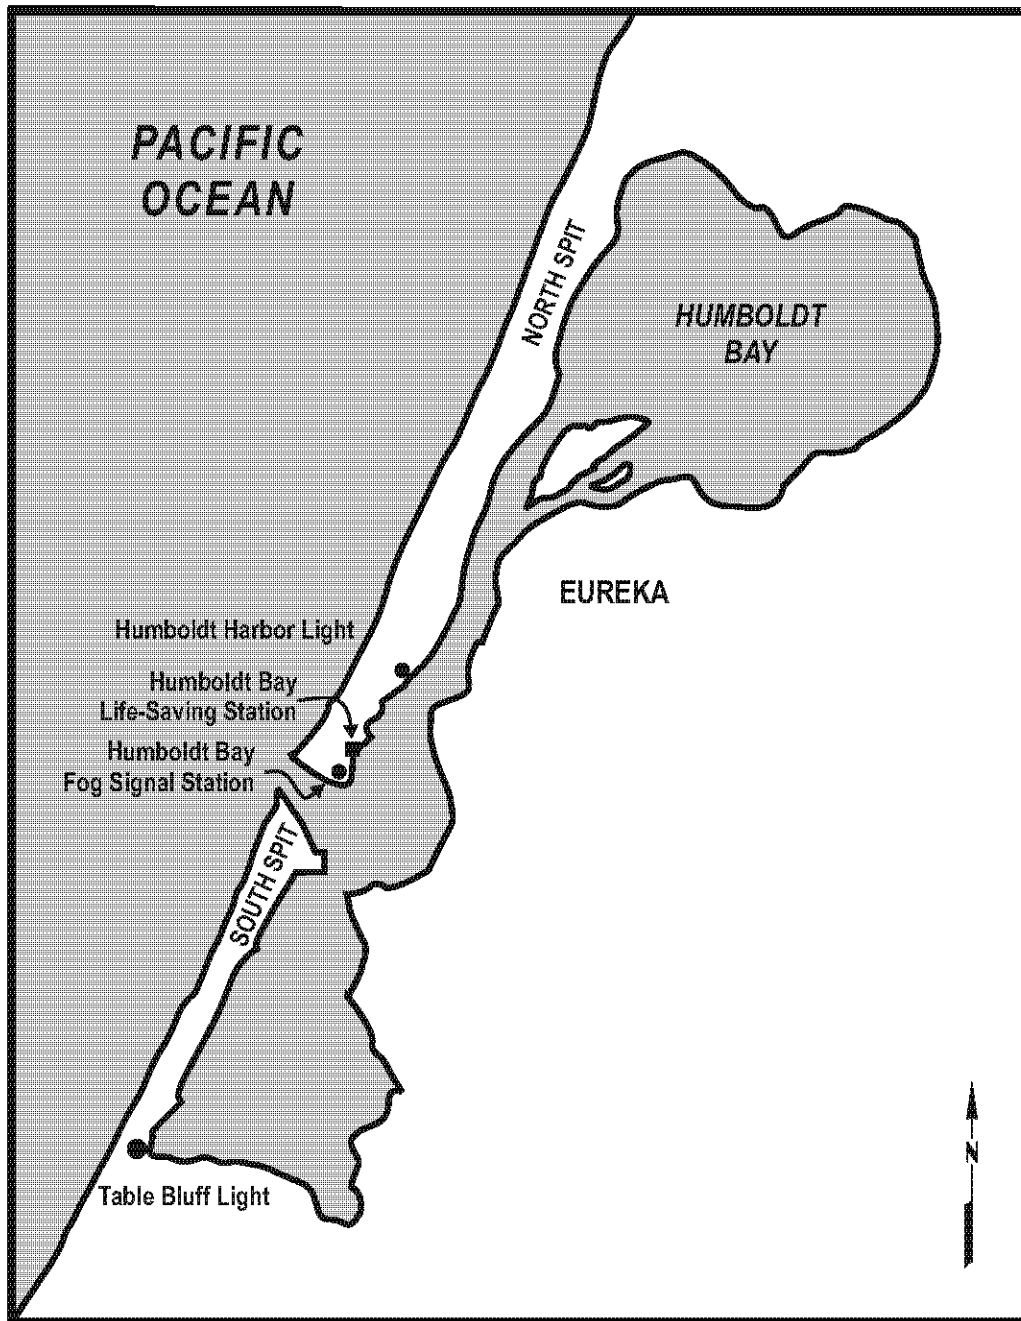 PACIFIC
OCEAN
NORTH SPIT
HUMBOLDT
BAY
EUREKA
Humboldt Harbor Light
Humboldt Bay
Life-Saving Station
Humboldt Bay
Fog Signal Station
SOUTH SPIT
N
Table Bluff Light